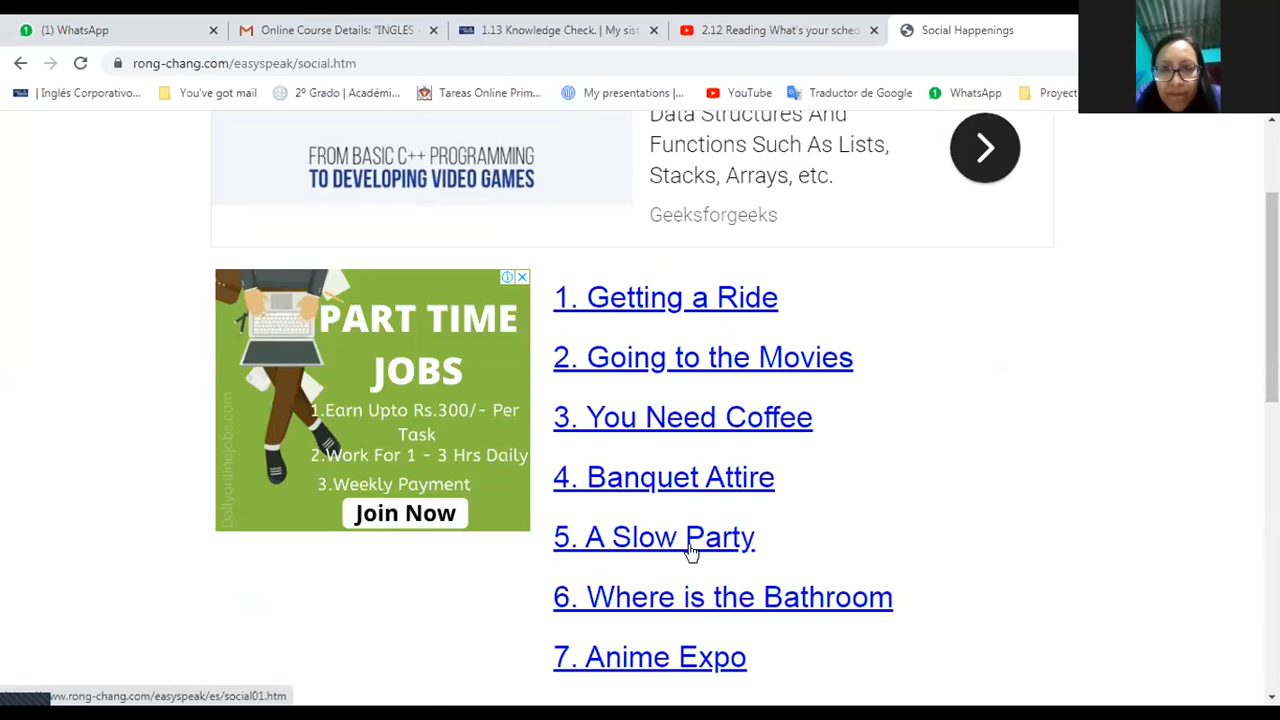 (1) WhatsApp
Online Course Details: "INGLES
1.13 Knowledge Check. | My sist
2.12 Reading What's your sched
Social Happenings
rong-chang.com/easyspeak/social.htm
| Inglés Corporativo...
You've got mail
2º Grado | Académi...
Tareas Online Prim...
My presentations |...
YouTube
Traductor de Google
WhatsApp
Proyect
FROM BASIC C++ PROGRAMMING
TO DEVELOPING VIDEO GAMES
Data Structures And
Functions Such As Lists,
Stacks, Arrays, etc.
Geeksforgeeks
PART TIME
JOBS
1.Earn Upto Rs.300/- Per
Task
2.Work For 1 - 3 Hrs Daily
3.Weekly Payment
Join Now
Dailyonlinejobs.com
1. Getting a Ride
2. Going to the Movies
3. You Need Coffee
4. Banquet Attire
5. A Slow Party
6. Where is the Bathroom
7. Anime Expo
www.rong-chang.com/easyspeak/es/social01.htm